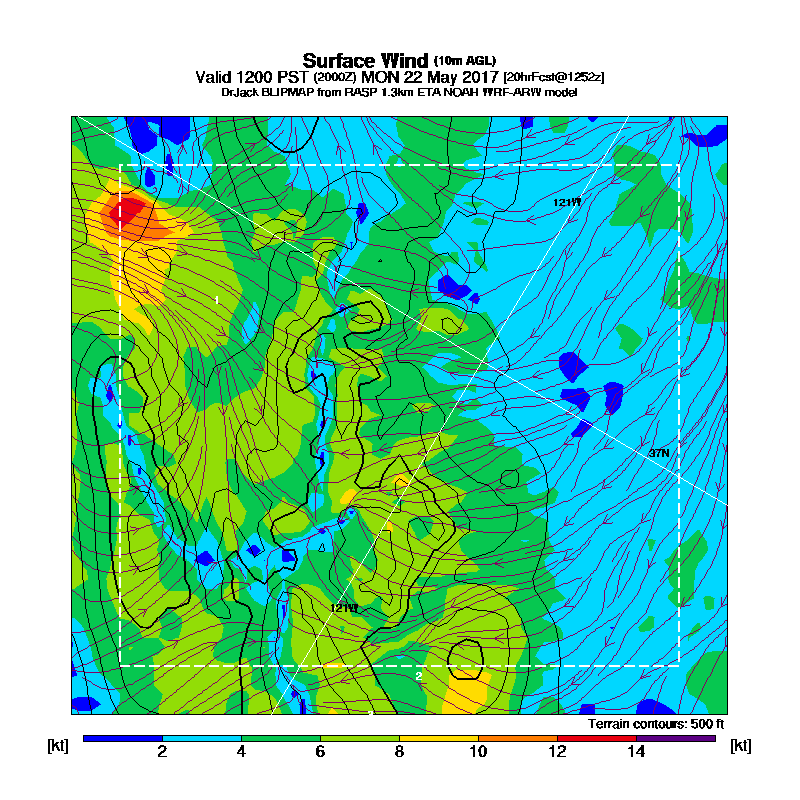 Surface Wind (10m AGL)
Valid 1200 PST (2000Z) MON 22 May 2017 [20hrFcst@1252z]
DrJack BLIPMAP from RASP 1.3km ETA NOAH WRF-ARW model
121W
1
37N
121W
2
Terrain contours: 500 ft
[kt] 2 4 6 8 10 12 14 [kt]